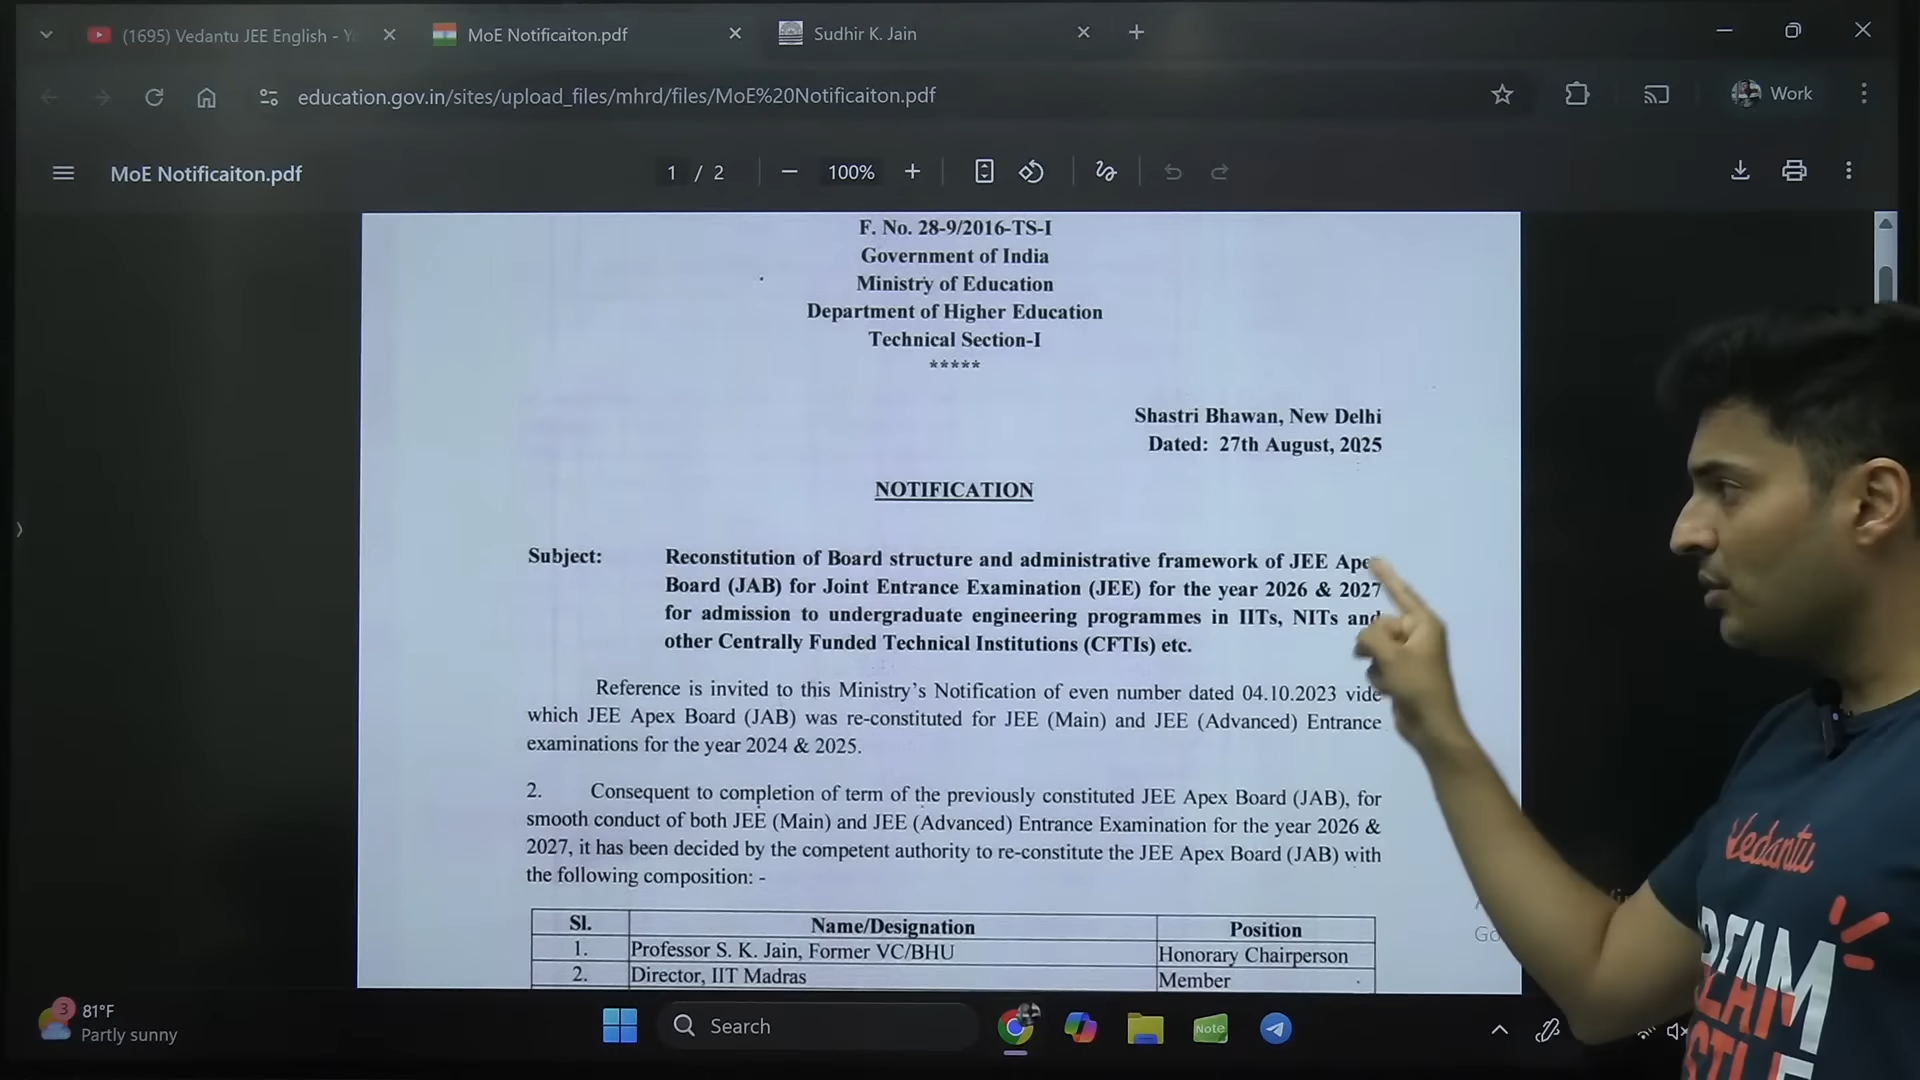 (1695) Vedantu JEE English -
MoE Notificaiton.pdf
Sudhir K. Jain
education.gov.in/sites/upload_files/mhrd/files/MoE%20Notificaiton.pdf
Work
MoE Notificaiton.pdf
1 / 2
100%
F. No. 28-9/2016-TS-I
Government of India
Ministry of Education
Department of Higher Education
Technical Section-I
*****
Shastri Bhawan, New Delhi
Dated: 27th August, 2025
NOTIFICATION
Subject: Reconstitution of Board structure and administrative framework of JEE Apex
Board (JAB) for Joint Entrance Examination (JEE) for the year 2026 & 2027
for admission to undergraduate engineering programmes in IITs, NITs and
other Centrally Funded Technical Institutions (CFTIs) etc.
Reference is invited to this Ministry's Notification of even number dated 04.10.2023 vide
which JEE Apex Board (JAB) was re-constituted for JEE (Main) and JEE (Advanced) Entrance
examinations for the year 2024 & 2025.
2. Consequent to completion of term of the previously constituted JEE Apex Board (JAB), for
smooth conduct of both JEE (Main) and JEE (Advanced) Entrance Examination for the year 2026 &
2027, it has been decided by the competent authority to re-constitute the JEE Apex Board (JAB) with
the following composition: -
Sl. Name/Designation Position
1. Professor S. K. Jain, Former VC/BHU Honorary Chairperson
2. Director, IIT Madras Member
3
81°F
Partly sunny
Search
Note
Vedantu